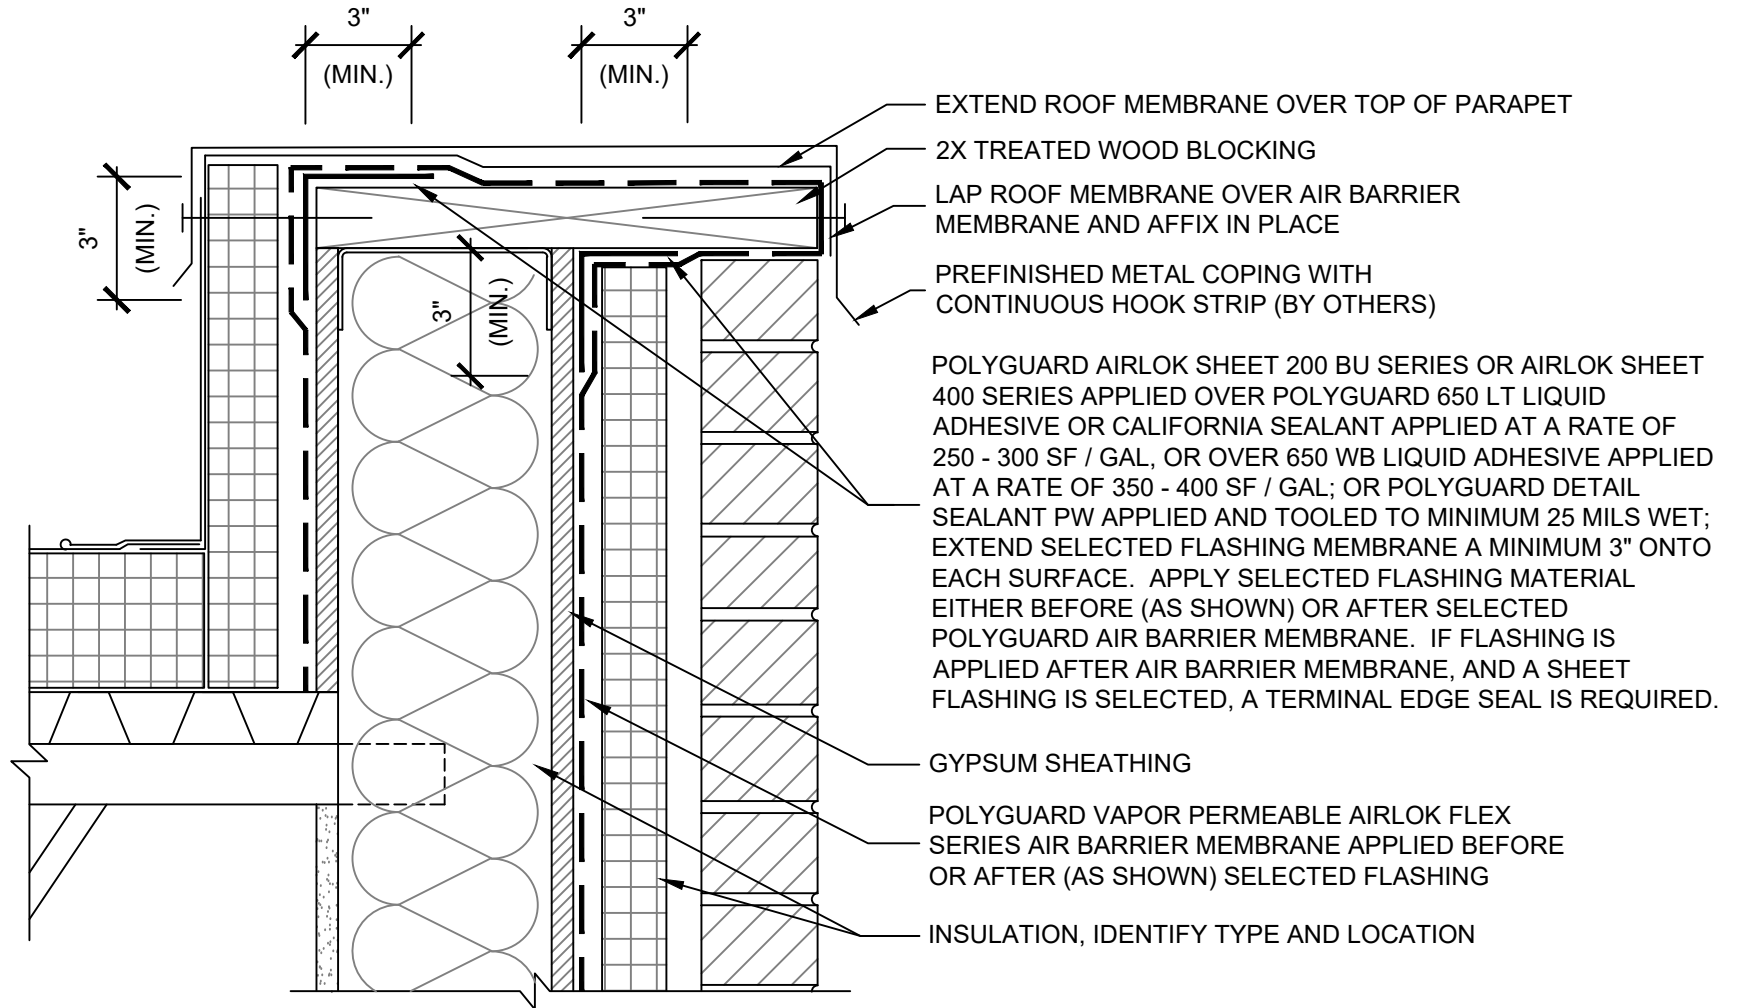 3"
(MIN.)
3"
(MIN.)
3"
(MIN.)
3"
(MIN.)
EXTEND ROOF MEMBRANE OVER TOP OF PARAPET
2X TREATED WOOD BLOCKING
LAP ROOF MEMBRANE OVER AIR BARRIER
MEMBRANE AND AFFIX IN PLACE
PREFINISHED METAL COPING WITH
CONTINUOUS HOOK STRIP (BY OTHERS)
POLYGUARD AIRLOK SHEET 200 BU SERIES OR AIRLOK SHEET
400 SERIES APPLIED OVER POLYGUARD 650 LT LIQUID
ADHESIVE OR CALIFORNIA SEALANT APPLIED AT A RATE OF
250 - 300 SF / GAL, OR OVER 650 WB LIQUID ADHESIVE APPLIED
AT A RATE OF 350 - 400 SF / GAL; OR POLYGUARD DETAIL
SEALANT PW APPLIED AND TOOLED TO MINIMUM 25 MILS WET;
EXTEND SELECTED FLASHING MEMBRANE A MINIMUM 3" ONTO
EACH SURFACE. APPLY SELECTED FLASHING MATERIAL
EITHER BEFORE (AS SHOWN) OR AFTER SELECTED
POLYGUARD AIR BARRIER MEMBRANE. IF FLASHING IS
APPLIED AFTER AIR BARRIER MEMBRANE, AND A SHEET
FLASHING IS SELECTED, A TERMINAL EDGE SEAL IS REQUIRED.
GYPSUM SHEATHING
POLYGUARD VAPOR PERMEABLE AIRLOK FLEX
SERIES AIR BARRIER MEMBRANE APPLIED BEFORE
OR AFTER (AS SHOWN) SELECTED FLASHING
INSULATION, IDENTIFY TYPE AND LOCATION